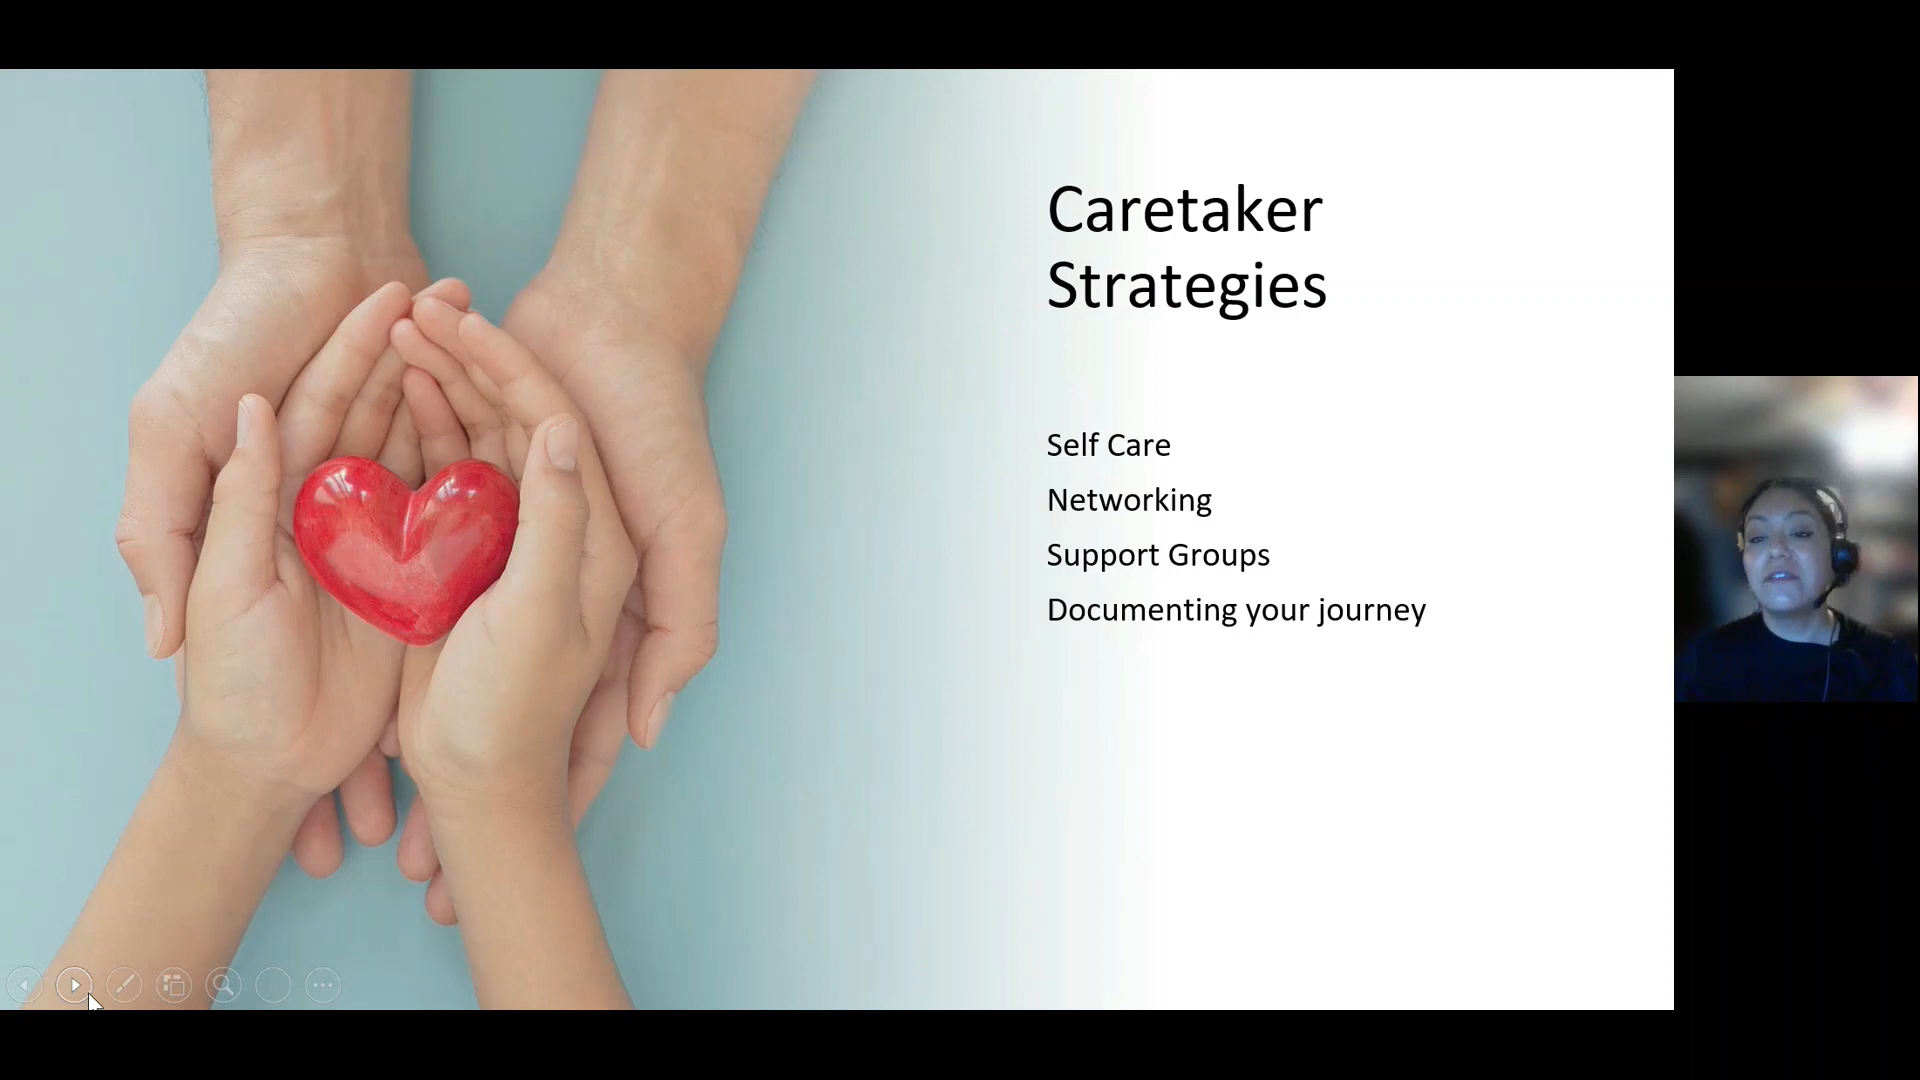 Caretaker
Strategies
Self Care
Networking
Support Groups
Documenting your journey